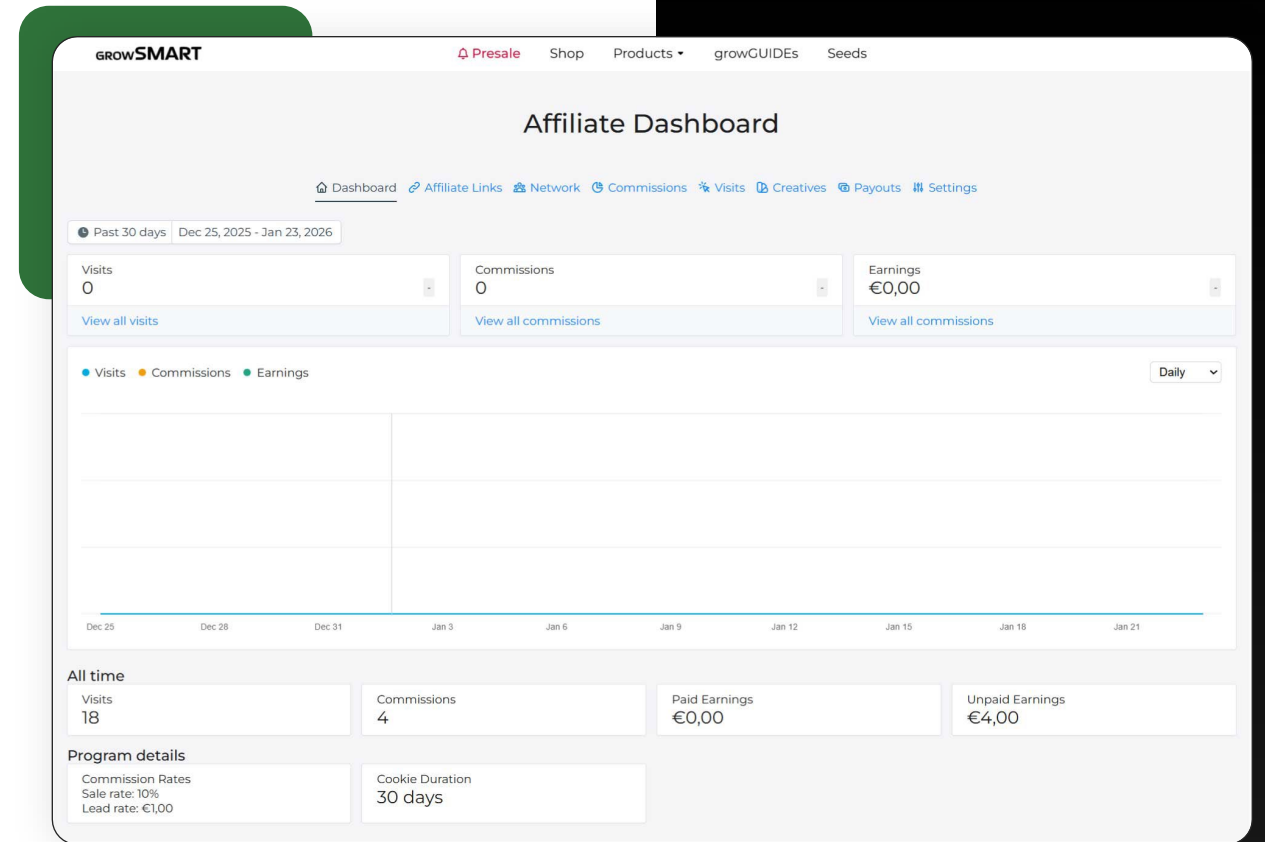 GROWSMART Presale Shop Products growGUIDEs Seeds
Affiliate Dashboard
Dashboard Affiliate Links Network Commissions Visits Creatives Payouts Settings
Past 30 days Dec 25, 2025 - Jan 23, 2026
Visits Commissions Earnings
0 - 0 - €0,00 -
View all visits View all commissions View all commissions
Visits Commissions Earnings Daily
Dec 25 Dec 28 Dec 31 Jan 3 Jan 6 Jan 9 Jan 12 Jan 15 Jan 18 Jan 21
All time
Visits Commissions Paid Earnings Unpaid Earnings
18 4 €0,00 €4,00
Program details
Commission Rates Cookie Duration
Sale rate: 10% 30 days
Lead rate: €1,00